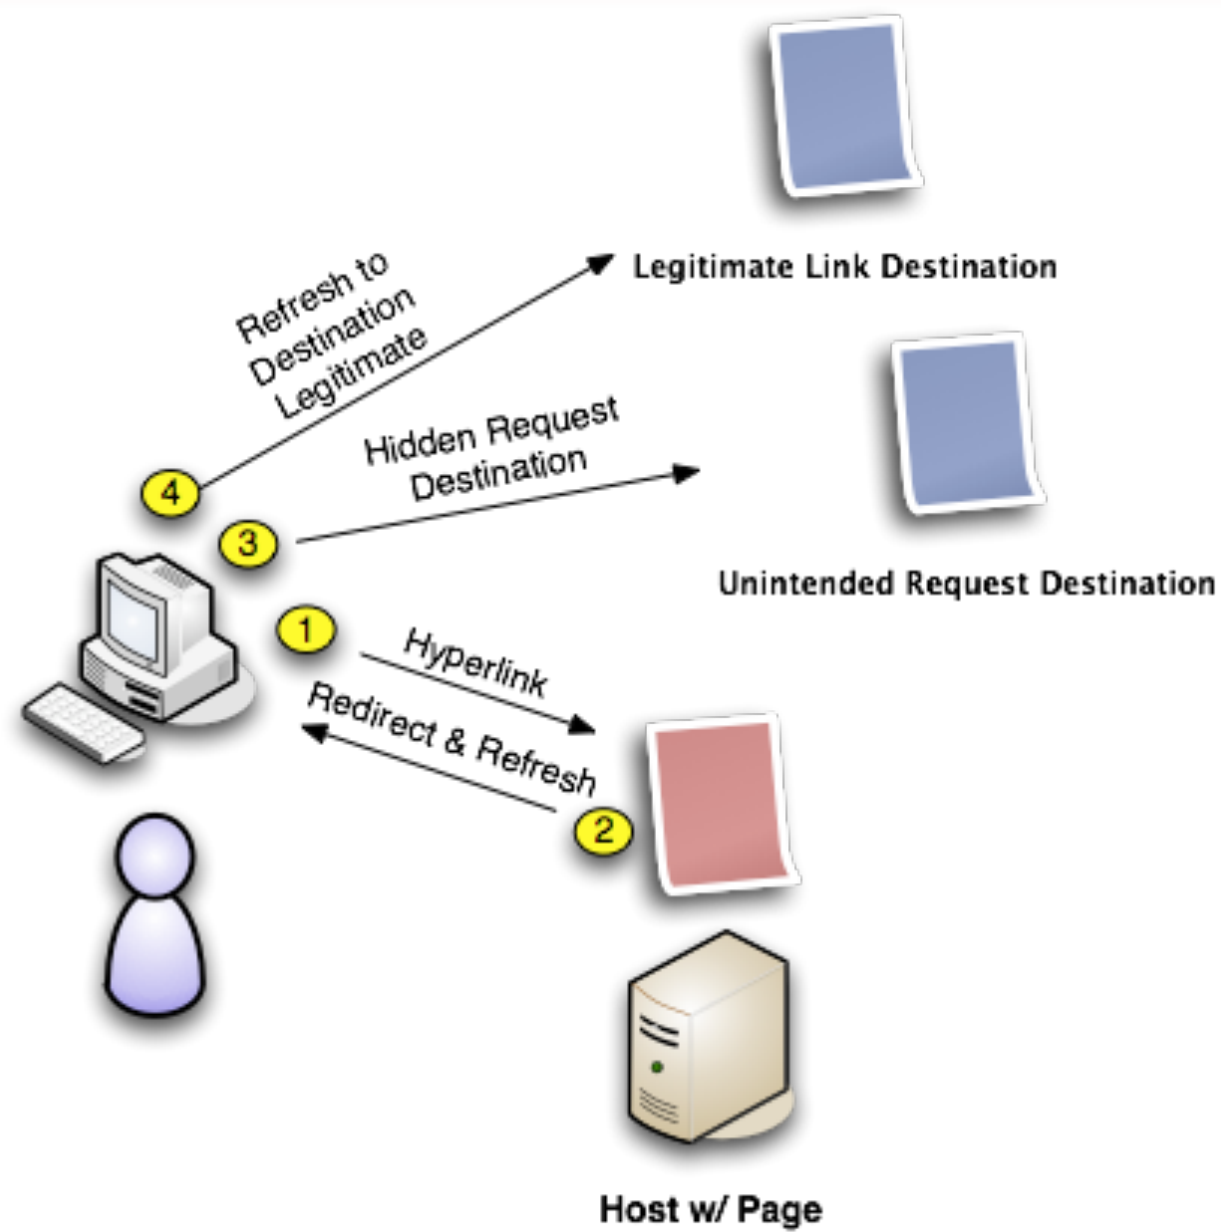 Legitimate Link Destination
Refresh to
Destination
Legitimate
Hidden Request
Destination
4
3
Unintended Request Destination
1
Hyperlink
Redirect & Refresh
2
Host w/ Page